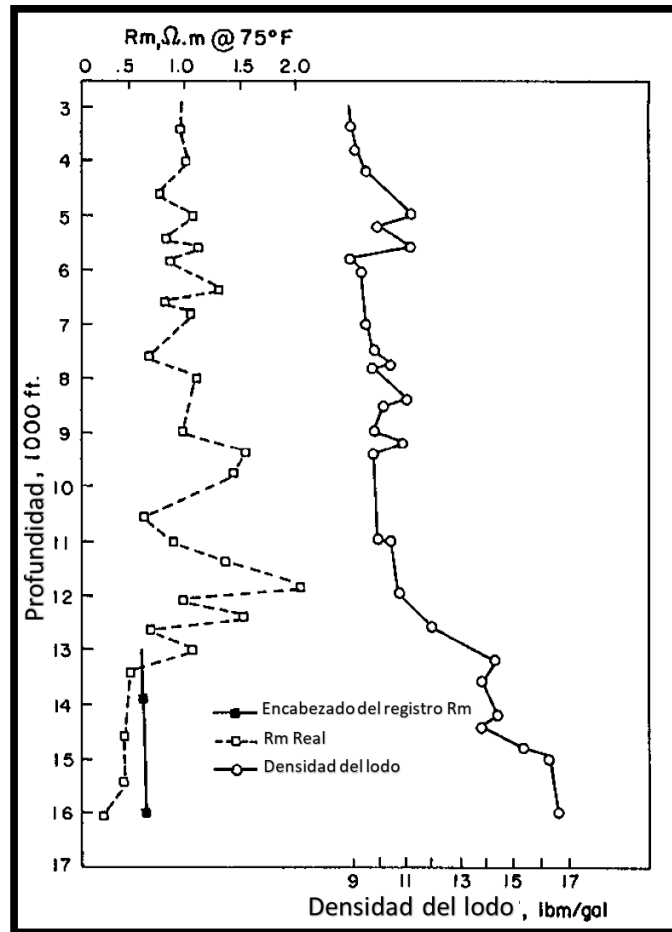 Rm,Ω.m @ 75°F
0 .5 1.0 1.5 2.0
Profundidad, 1000 ft.
3
4
5
6
7
8
9
10
11
12
13
14
15
16
17
Encabezado del registro Rm
Rm Real
Densidad del lodo
9 11 13 15 17
Densidad del lodo, lbm/gal